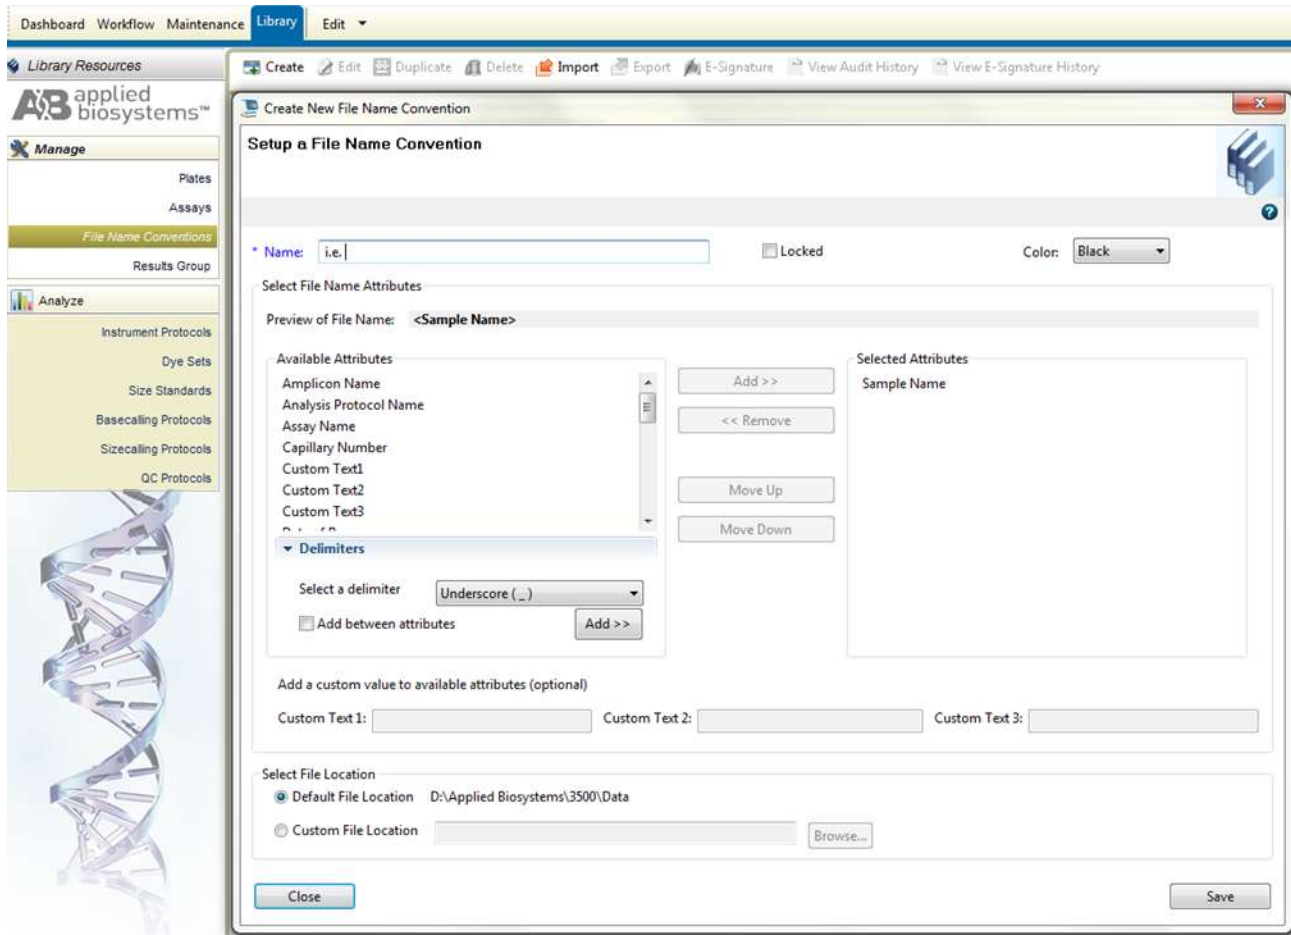 Dashboard Workflow Maintenance Library Edit
Library Resources
Create Edit Duplicate Delete Import Export E-Signature View Audit History View E-Signature History
AB applied biosystems™
Manage
Plates
Assays
File Name Conventions
Results Group
Analyze
Instrument Protocols
Dye Sets
Size Standards
Basecalling Protocols
Sizecalling Protocols
QC Protocols
Create New File Name Convention
Setup a File Name Convention
* Name: i.e. Locked Color: Black
Select File Name Attributes
Preview of File Name: <Sample Name>
Available Attributes
Amplicon Name
Analysis Protocol Name
Assay Name
Capillary Number
Custom Text1
Custom Text2
Custom Text3
Add >>
<< Remove
Move Up
Move Down
Selected Attributes
Sample Name
Delimiters
Select a delimiter Underscore ( _ )
Add between attributes Add >>
Add a custom value to available attributes (optional)
Custom Text 1: Custom Text 2: Custom Text 3:
Select File Location
Default File Location D:\Applied Biosystems\3500\Data
Custom File Location Browse...
Close Save